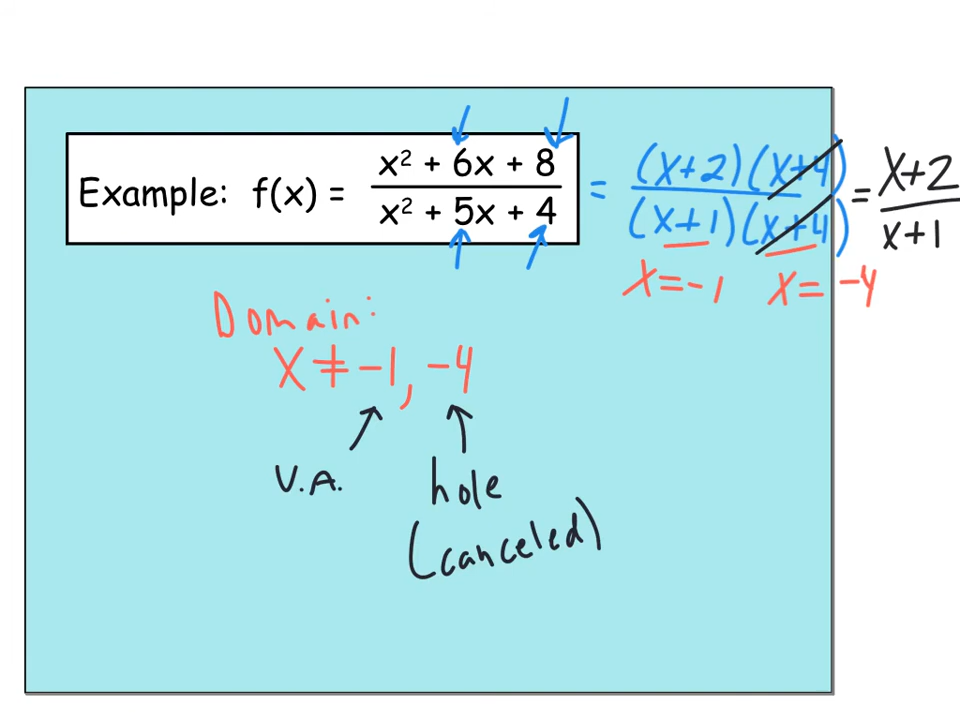 Example: f(x) = (x² + 6x + 8)/(x² + 5x + 4) = (x+2)(x+4)/(x+1)(x+4) = x+2/x+1
x=-1 x= -4
Domain:
x ≠ -1, -4
V.A. hole
(canceled)